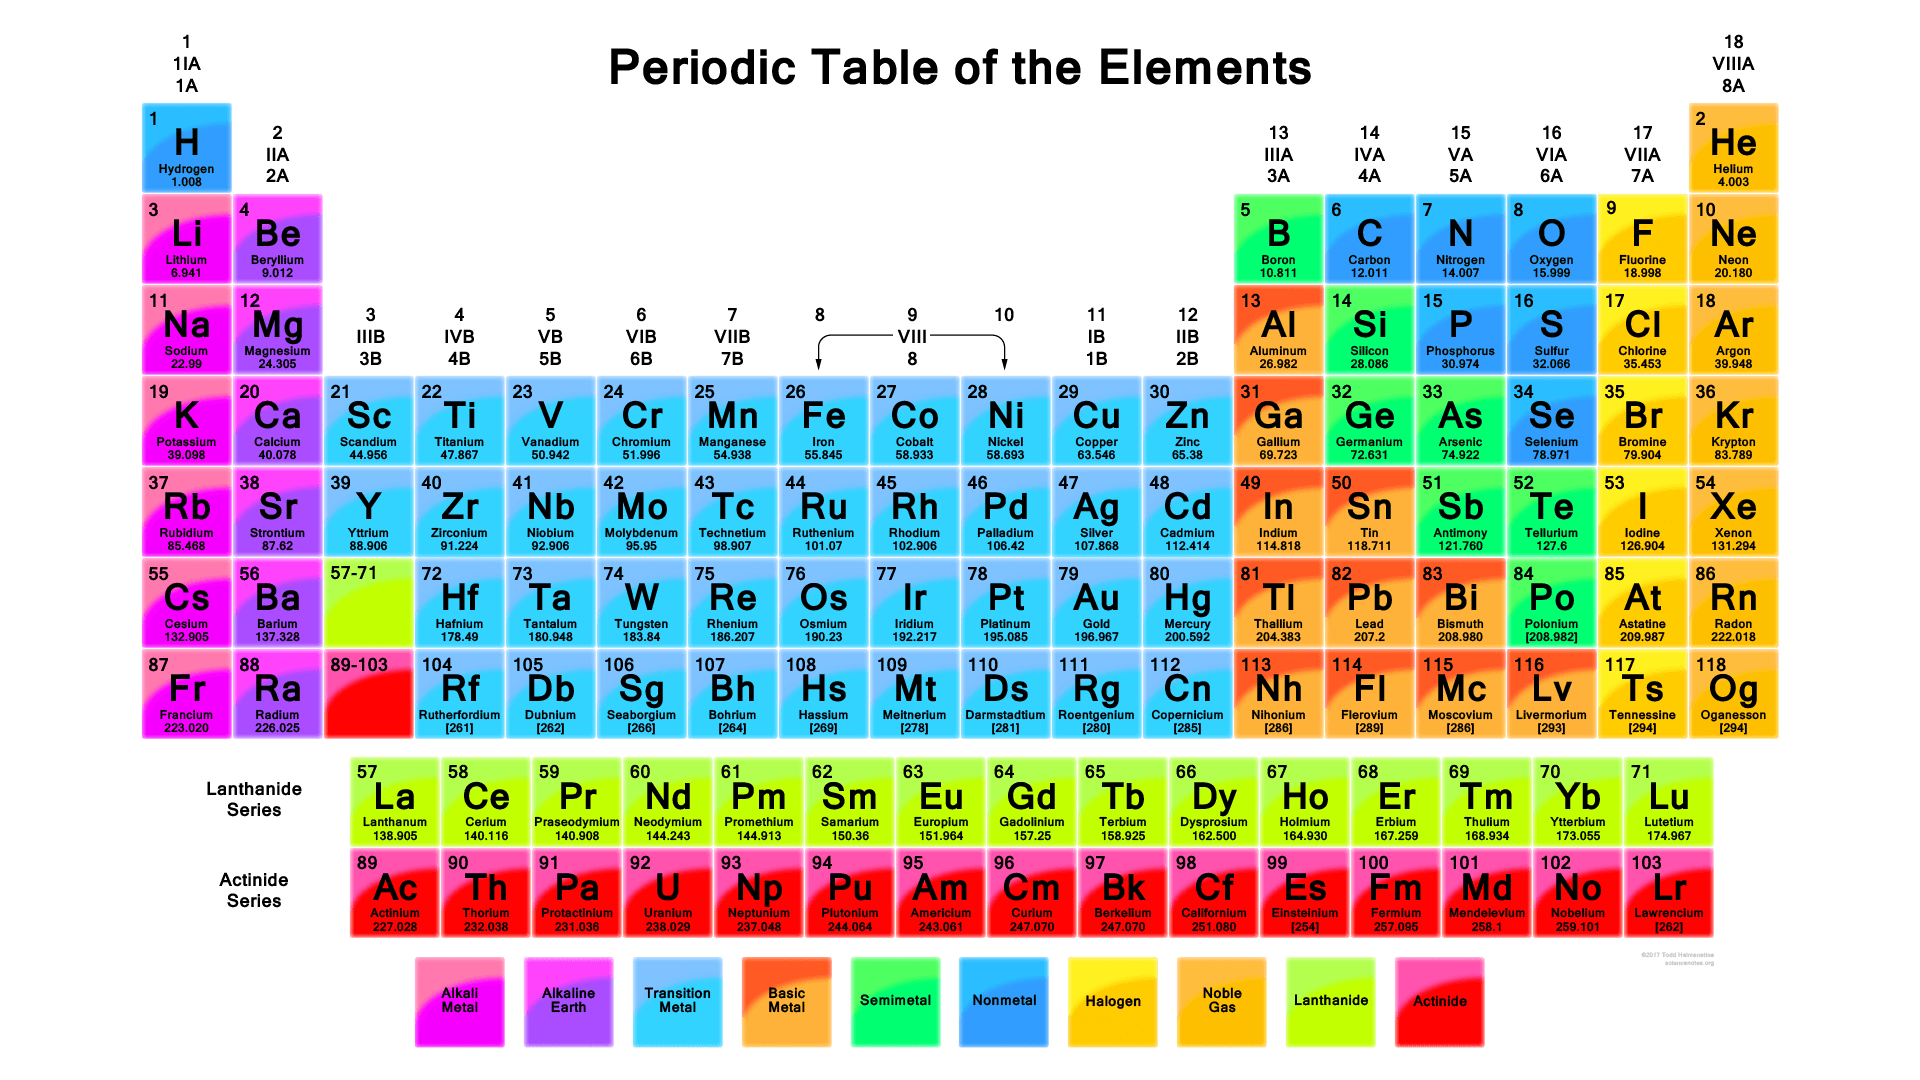 Periodic Table of the Elements
1
1IA
1A
18
VIIIA
8A
1
H
Hydrogen
1.008
2
IIA
2A
13
IIIA
3A
14
IVA
4A
15
VA
5A
16
VIA
6A
17
VIIA
7A
2
He
Helium
4.003
3
Li
Lithium
6.941
4
Be
Beryllium
9.012
5
B
Boron
10.811
6
C
Carbon
12.011
7
N
Nitrogen
14.007
8
O
Oxygen
15.999
9
F
Fluorine
18.998
10
Ne
Neon
20.180
11
Na
Sodium
22.99
12
Mg
Magnesium
24.305
3
IIIB
3B
4
IVB
4B
5
VB
5B
6
VIB
6B
7
VIIB
7B
8
9
10
VIII
8
11
IB
1B
12
IIB
2B
13
Al
Aluminum
26.982
14
Si
Silicon
28.086
15
P
Phosphorus
30.974
16
S
Sulfur
32.066
17
Cl
Chlorine
35.453
18
Ar
Argon
39.948
19
K
Potassium
39.098
20
Ca
Calcium
40.078
21
Sc
Scandium
44.956
22
Ti
Titanium
47.867
23
V
Vanadium
50.942
24
Cr
Chromium
51.996
25
Mn
Manganese
54.938
26
Fe
Iron
55.845
27
Co
Cobalt
58.933
28
Ni
Nickel
58.693
29
Cu
Copper
63.546
30
Zn
Zinc
65.38
31
Ga
Gallium
69.723
32
Ge
Germanium
72.631
33
As
Arsenic
74.922
34
Se
Selenium
78.971
35
Br
Bromine
79.904
36
Kr
Krypton
83.789
37
Rb
Rubidium
85.468
38
Sr
Strontium
87.62
39
Y
Yttrium
88.906
40
Zr
Zirconium
91.224
41
Nb
Niobium
92.906
42
Mo
Molybdenum
95.95
43
Tc
Technetium
98.907
44
Ru
Ruthenium
101.07
45
Rh
Rhodium
102.906
46
Pd
Palladium
106.42
47
Ag
Silver
107.868
48
Cd
Cadmium
112.414
49
In
Indium
114.818
50
Sn
Tin
118.711
51
Sb
Antimony
121.760
52
Te
Tellurium
127.6
53
I
Iodine
126.904
54
Xe
Xenon
131.294
55
Cs
Cesium
132.905
56
Ba
Barium
137.328
57-71
72
Hf
Hafnium
178.49
73
Ta
Tantalum
180.948
74
W
Tungsten
183.84
75
Re
Rhenium
186.207
76
Os
Osmium
190.23
77
Ir
Iridium
192.217
78
Pt
Platinum
195.085
79
Au
Gold
196.967
80
Hg
Mercury
200.592
81
Tl
Thallium
204.383
82
Pb
Lead
207.2
83
Bi
Bismuth
208.980
84
Po
Polonium
[208.982]
85
At
Astatine
209.987
86
Rn
Radon
222.018
87
Fr
Francium
223.020
88
Ra
Radium
226.025
89-103
104
Rf
Rutherfordium
[261]
105
Db
Dubnium
[262]
106
Sg
Seaborgium
[266]
107
Bh
Bohrium
[264]
108
Hs
Hassium
[269]
109
Mt
Meitnerium
[278]
110
Ds
Darmstadtium
[281]
111
Rg
Roentgenium
[280]
112
Cn
Copernicium
[285]
113
Nh
Nihonium
[286]
114
Fl
Flerovium
[289]
115
Mc
Moscovium
[286]
116
Lv
Livermorium
[293]
117
Ts
Tennessine
[294]
118
Og
Oganesson
[294]
Lanthanide
Series
57
La
Lanthanum
138.905
58
Ce
Cerium
140.116
59
Pr
Praseodymium
140.908
60
Nd
Neodymium
144.243
61
Pm
Promethium
144.913
62
Sm
Samarium
150.36
63
Eu
Europium
151.964
64
Gd
Gadolinium
157.25
65
Tb
Terbium
158.925
66
Dy
Dysprosium
162.500
67
Ho
Holmium
164.930
68
Er
Erbium
167.259
69
Tm
Thulium
168.934
70
Yb
Ytterbium
173.055
71
Lu
Lutetium
174.967
Actinide
Series
89
Ac
Actinium
227.028
90
Th
Thorium
232.038
91
Pa
Protactinium
231.036
92
U
Uranium
238.029
93
Np
Neptunium
237.048
94
Pu
Plutonium
244.064
95
Am
Americium
243.061
96
Cm
Curium
247.070
97
Bk
Berkelium
247.070
98
Cf
Californium
251.080
99
Es
Einsteinium
[254]
100
Fm
Fermium
257.095
101
Md
Mendelevium
258.1
102
No
Nobelium
259.101
103
Lr
Lawrencium
[262]
©2017 Todd Helmenstine
sciencenotes.org
Alkali
Metal
Alkaline
Earth
Transition
Metal
Basic
Metal
Semimetal
Nonmetal
Halogen
Noble
Gas
Lanthanide
Actinide